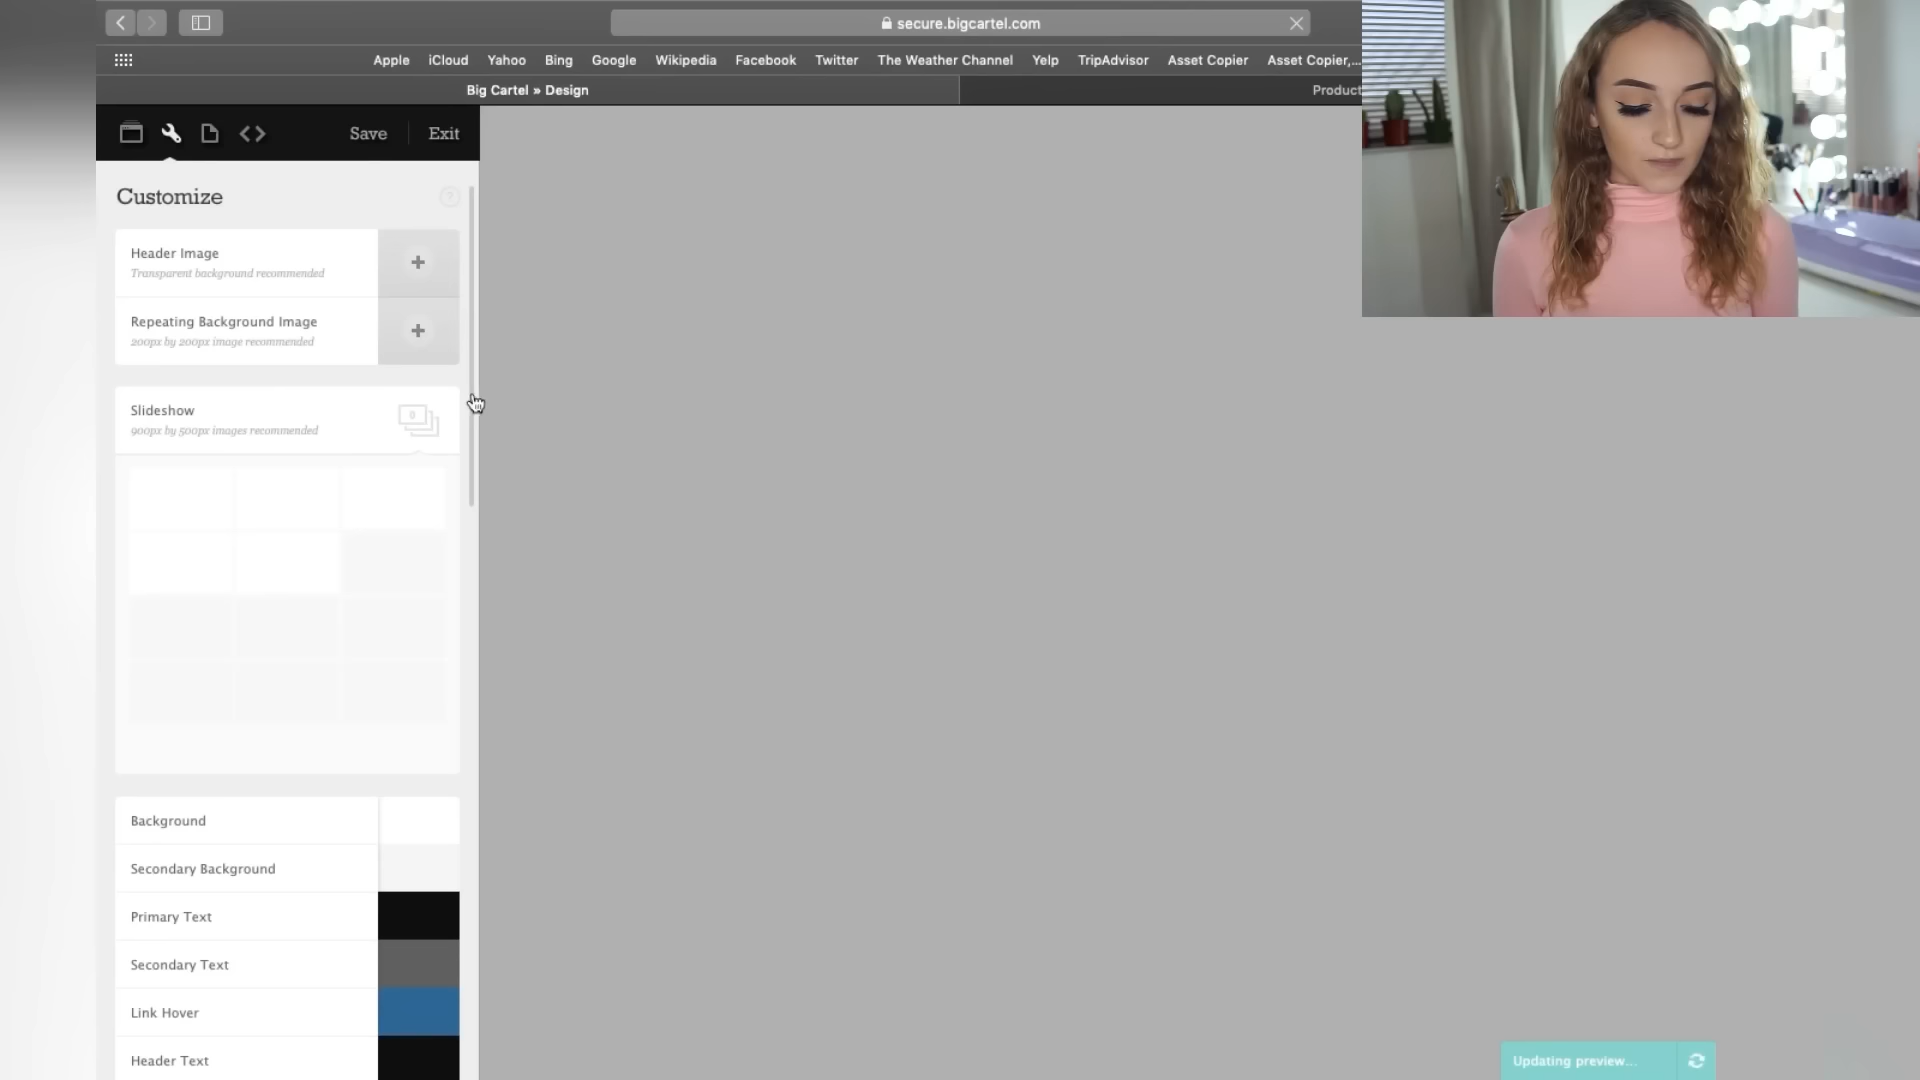 secure.bigcartel.com
Apple iCloud Yahoo Bing Google Wikipedia Facebook Twitter The Weather Channel Yelp TripAdvisor Asset Copier Asset Copier,...
Big Cartel » Design
Product
Save Exit
Customize ?
Header Image
Transparent background recommended
+
Repeating Background Image
200px by 200px image recommended
+
Slideshow
900px by 500px images recommended
0
Background
Secondary Background
Primary Text
Secondary Text
Link Hover
Header Text
Updating preview...